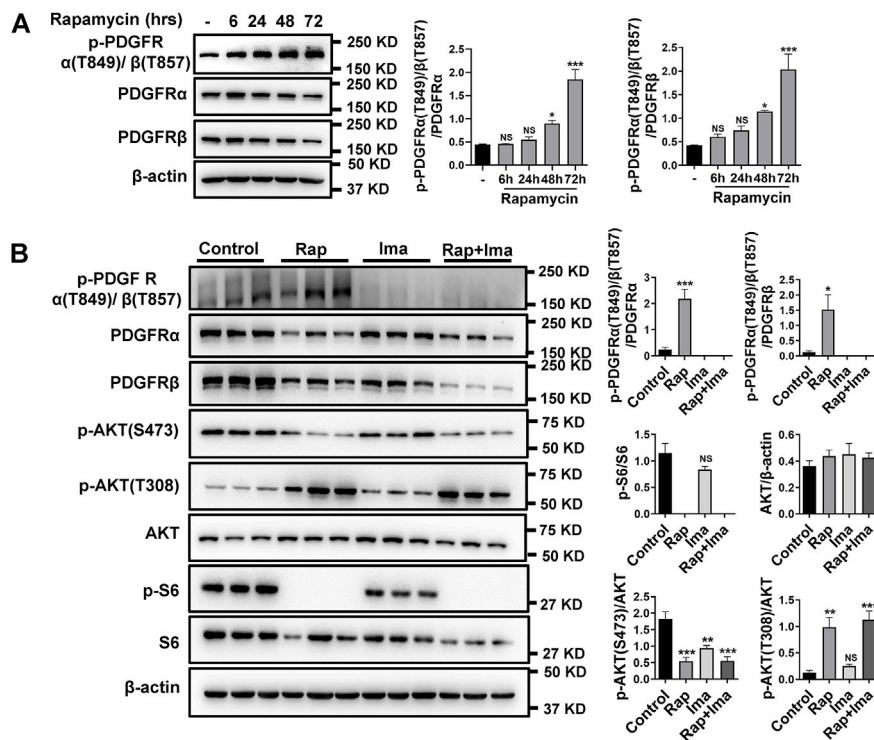 A
Rapamycin (hrs) - 6 24 48 72
p-PDGFR
α(T849)/ β(T857)
250 KD
150 KD
PDGFRα
250 KD
150 KD
PDGFRβ
250 KD
150 KD
β-actin
50 KD
37 KD
p-PDGFRα(T849)/β(T857)
/PDGFRα
2.5
2.0
1.5
1.0
0.5
0.0
NS
NS
*
***
- 6h 24h 48h 72h
Rapamycin
p-PDGFRα(T849)/β(T857)
/PDGFRβ
2.5
2.0
1.5
1.0
0.5
0.0
NS
NS
*
***
- 6h 24h 48h 72h
Rapamycin
B
Control Rap Ima Rap+Ima
p-PDGF R
α(T849)/ β(T857)
250 KD
150 KD
PDGFRα
250 KD
150 KD
PDGFRβ
250 KD
150 KD
p-AKT(S473)
75 KD
50 KD
p-AKT(T308)
75 KD
50 KD
AKT
75 KD
50 KD
p-S6
27 KD
S6
27 KD
β-actin
50 KD
37 KD
p-PDGFRα(T849)/β(T857)
/PDGFRα
4
3
2
1
0
***
Control Rap Ima Rap+Ima
p-PDGFRα(T849)/β(T857)
/PDGFRβ
2.5
2.0
1.5
1.0
0.5
0.0
*
Control Rap Ima Rap+Ima
p-S6/S6
1.5
1.0
0.5
0.0
NS
Control Rap Ima Rap+Ima
AKT/β-actin
0.6
0.4
0.2
0.0
Control Rap Ima Rap+Ima
p-AKT(S473)/AKT
2.5
2.0
1.5
1.0
0.5
0.0
***
**
***
Control Rap Ima Rap+Ima
p-AKT(T308)/AKT
1.5
1.0
0.5
0.0
**
NS
***
Control Rap Ima Rap+Ima